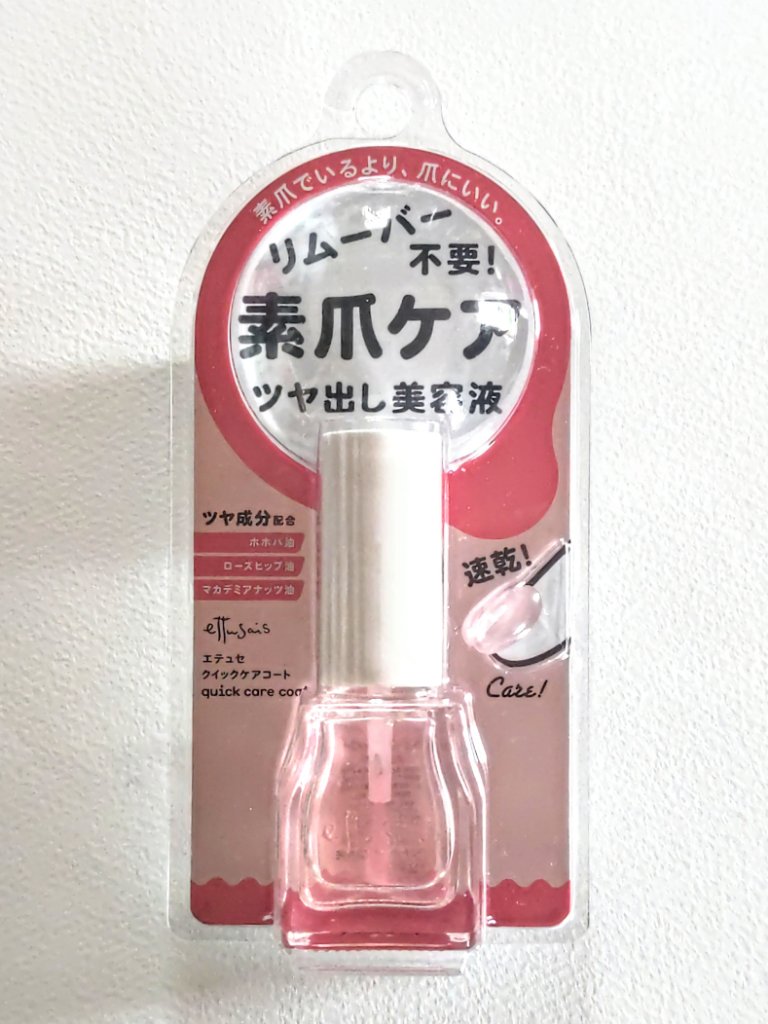 素爪でいるより、爪にいい。
リムーバー
不要!
素爪ケア
ツヤ出し美容液
ツヤ成分配合
ホホバ油
ローズヒップ油
マカデミアナッツ油
ettusais
エテュセ
クイックケアコート
quick care coat
速乾!
Care!